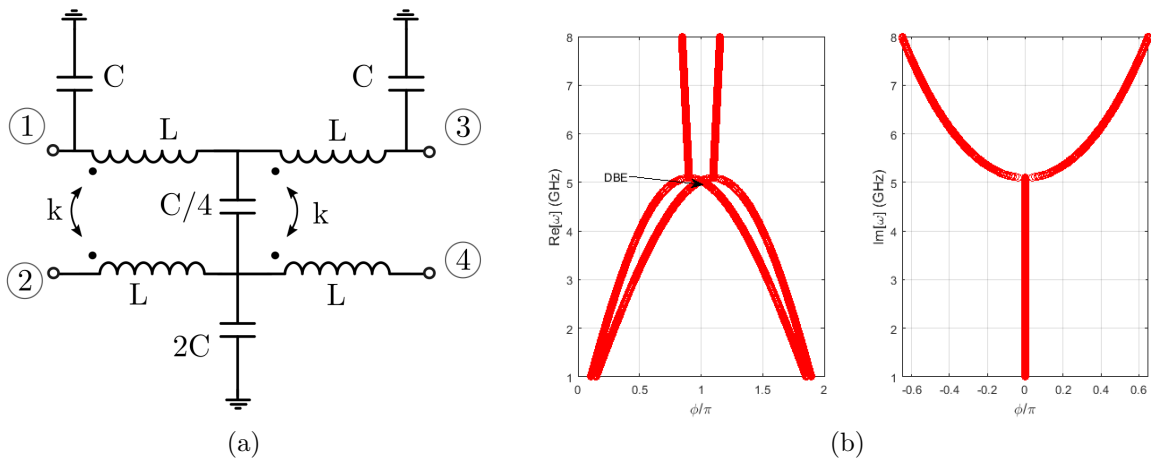 C
C
1
L
L
3
k
C/4
k
2
L
L
4
2C
(a)
8
7
6
5
4
3
2
1
Re[ω] (GHz)
DBE
0
0.5
1
1.5
2
ϕ/π
8
7
6
5
4
3
2
1
Im[ω] (GHz)
-0.6
-0.4
-0.2
0
0.2
0.4
0.6
ϕ/π
(b)